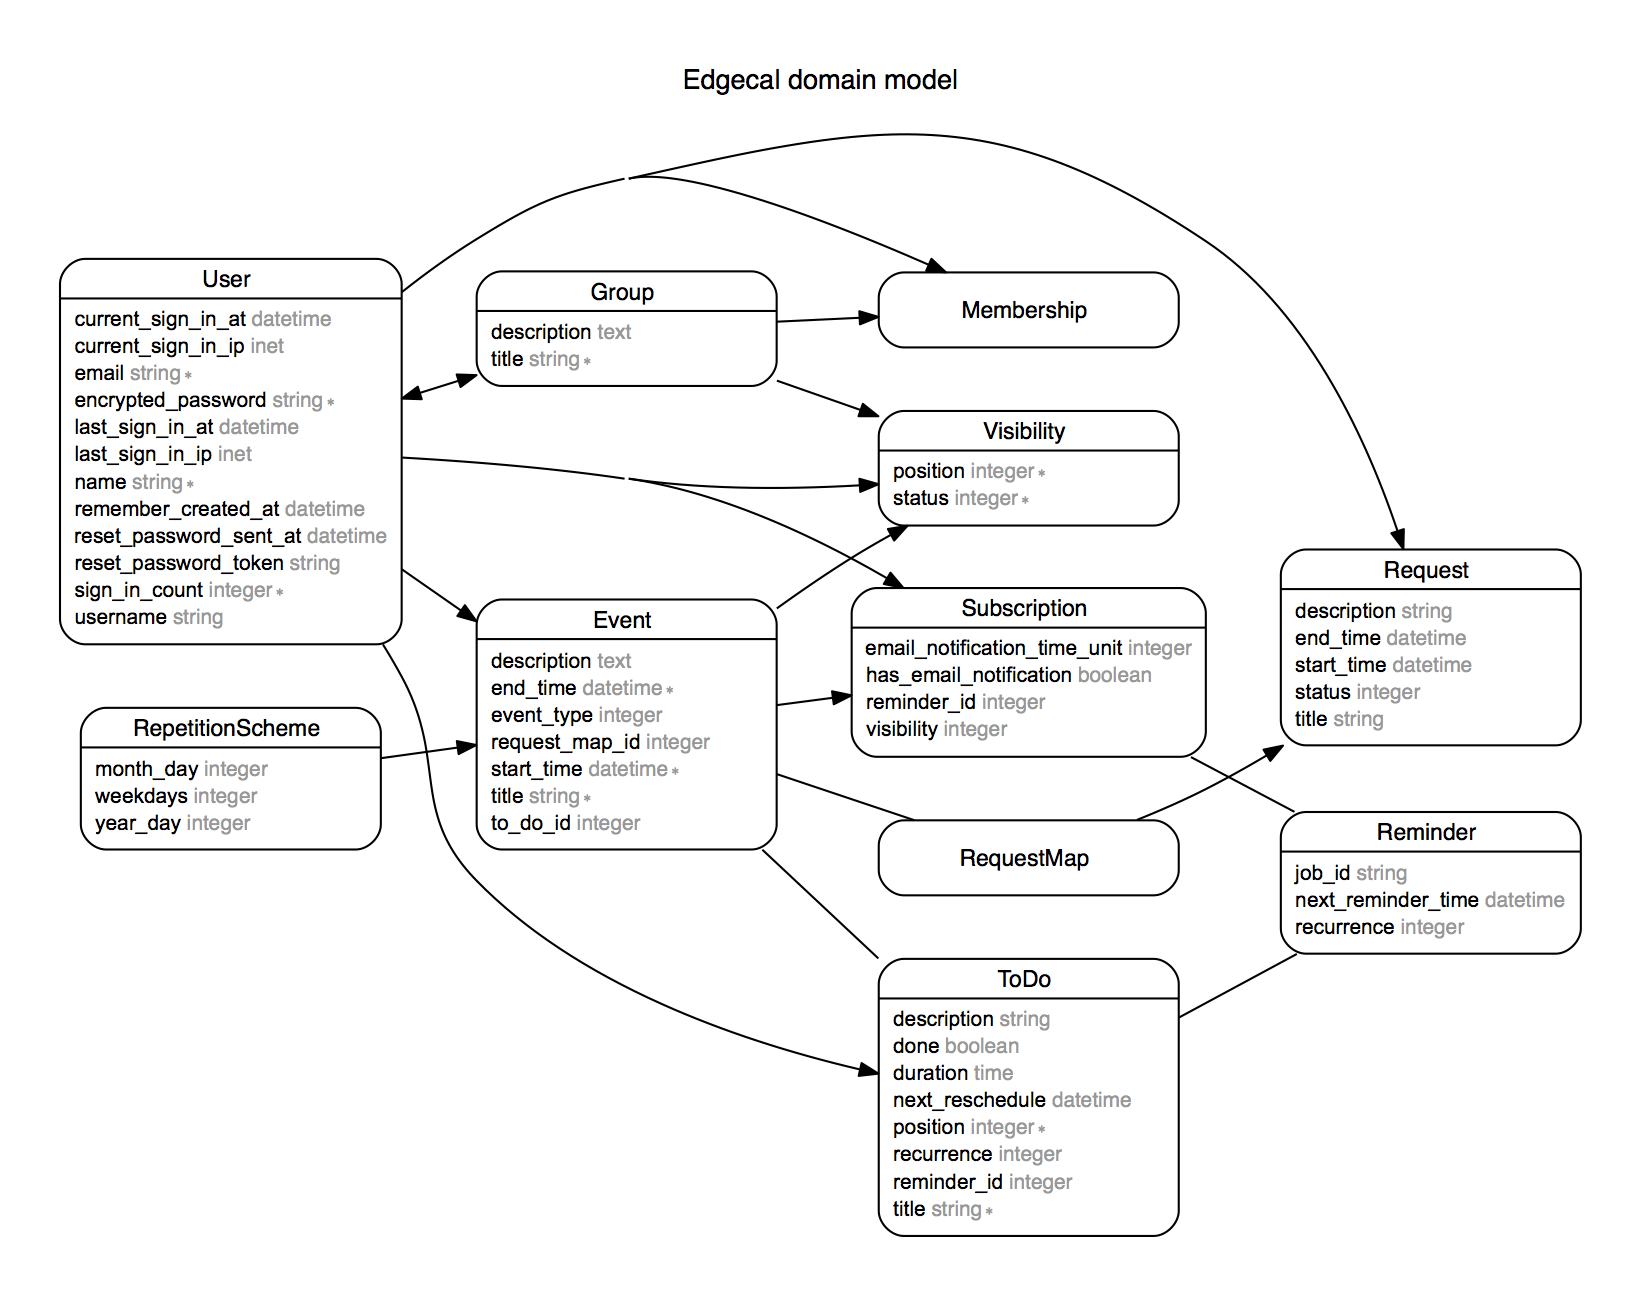 Edgecal domain model
User
current_sign_in_at datetime
current_sign_in_ip inet
email string *
encrypted_password string *
last_sign_in_at datetime
last_sign_in_ip inet
name string *
remember_created_at datetime
reset_password_sent_at datetime
reset_password_token string
sign_in_count integer *
username string
RepetitionScheme
month_day integer
weekdays integer
year_day integer
Group
description text
title string *
Event
description text
end_time datetime *
event_type integer
request_map_id integer
start_time datetime *
title string *
to_do_id integer
Membership
Visibility
position integer *
status integer *
Subscription
email_notification_time_unit integer
has_email_notification boolean
reminder_id integer
visibility integer
RequestMap
ToDo
description string
done boolean
duration time
next_reschedule datetime
position integer *
recurrence integer
reminder_id integer
title string *
Request
description string
end_time datetime
start_time datetime
status integer
title string
Reminder
job_id string
next_reminder_time datetime
recurrence integer